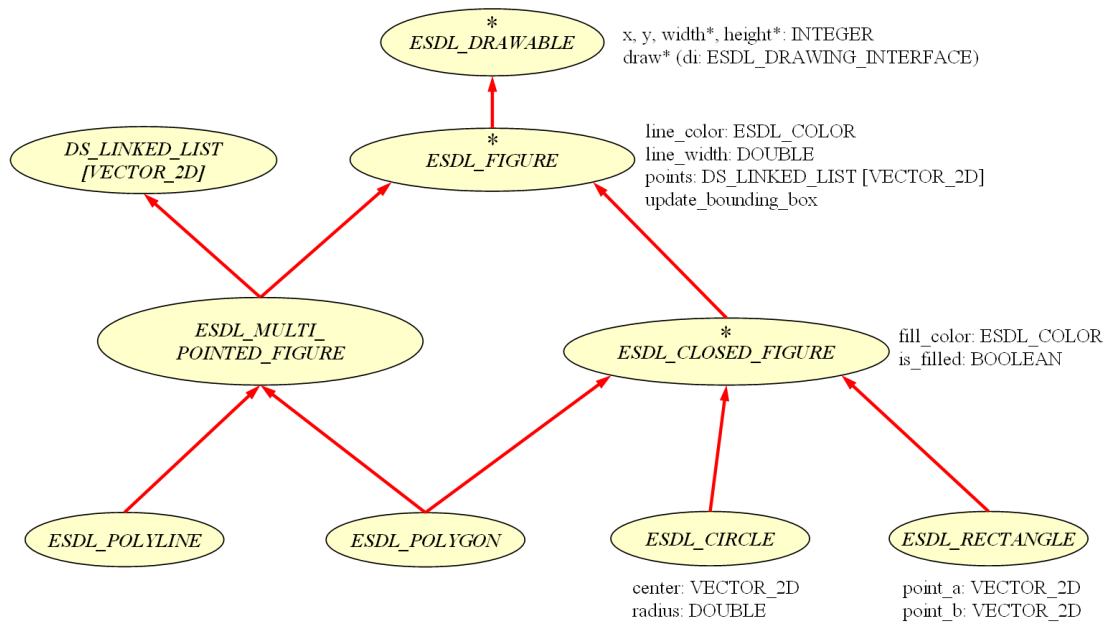 *
ESDL_DRAWABLE
x, y, width*, height*: INTEGER
draw* (di: ESDL_DRAWING_INTERFACE)
DS_LINKED_LIST
[VECTOR_2D]
*
ESDL_FIGURE
line_color: ESDL_COLOR
line_width: DOUBLE
points: DS_LINKED_LIST [VECTOR_2D]
update_bounding_box
ESDL_MULTI_
POINTED_FIGURE
*
ESDL_CLOSED_FIGURE
fill_color: ESDL_COLOR
is_filled: BOOLEAN
ESDL_POLYLINE
ESDL_POLYGON
ESDL_CIRCLE
ESDL_RECTANGLE
center: VECTOR_2D
radius: DOUBLE
point_a: VECTOR_2D
point_b: VECTOR_2D